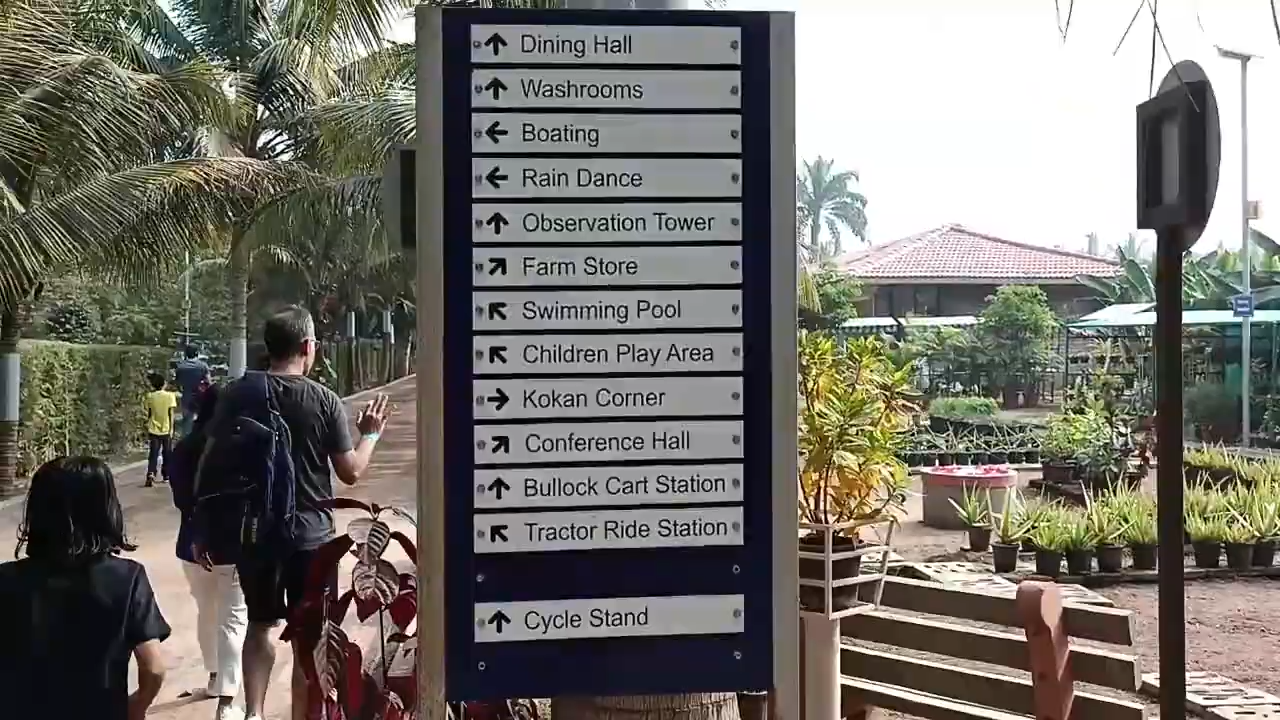 Dining Hall
Washrooms
Boating
Rain Dance
Observation Tower
Farm Store
Swimming Pool
Children Play Area
Kokan Corner
Conference Hall
Bullock Cart Station
Tractor Ride Station
Cycle Stand